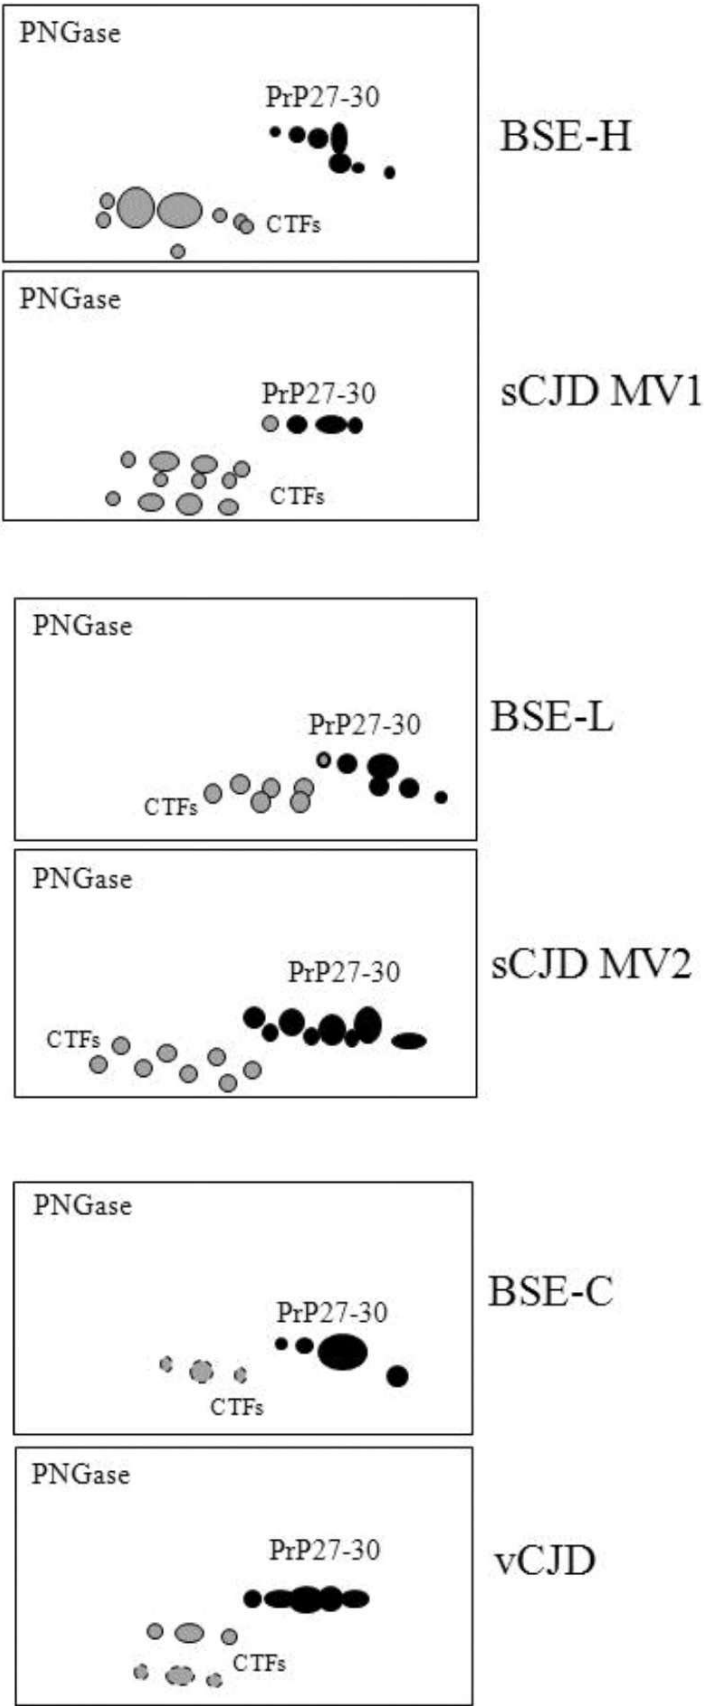 PNGase
PrP27-30
BSE-H
CTFs
PNGase
PrP27-30
sCJD MV1
CTFs
PNGase
PrP27-30
BSE-L
CTFs
PNGase
PrP27-30
sCJD MV2
CTFs
PNGase
PrP27-30
BSE-C
CTFs
PNGase
PrP27-30
vCJD
CTFs